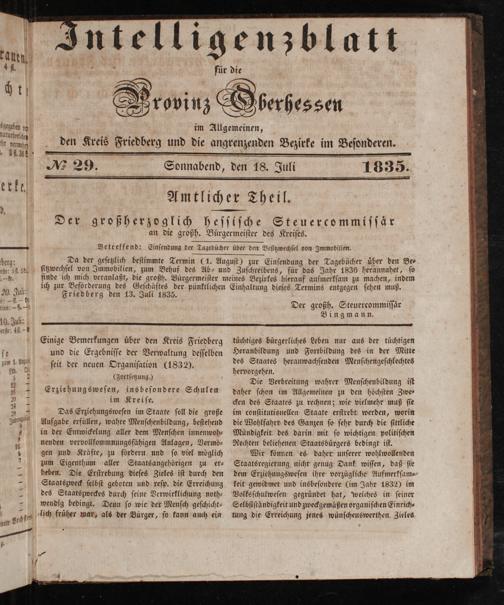 Intelligenzblatt
für die
Provinz Oberhessen
im Allgemeinen,
den Kreis Friedberg und die angrenzenden Bezirke im Besonderen.
№ 29. Sonnabend, den 18. Juli 1835.
Amtlicher Theil.
Der großherzoglich hessische Steuercommissär
an die großh. Bürgermeister des Kreises.
Betreffend: Einsendung der Tagebücher über den Besitzwechsel von Immobilien.
Da der gesetzlich bestimmte Termin (1. August) zur Einsendung der Tagebücher über den Be-
sitzwechsel von Immobilien, zum Behuf des Ab- und Zuschreibens, für das Jahr 1836 herannahet, so
finde ich mich veranlaßt, die großh. Bürgermeister meines Bezirks hierauf aufmerksam zu machen, indem
ich zur Beförderung des Geschäftes der pünktlichen Einhaltung dieses Termins entgegen sehen muß.
Friedberg den 13. Juli 1835.
Der großh. Steuercommissär
Bingmann.
Einige Bemerkungen über den Kreis Friedberg
und die Ergebnisse der Verwaltung desselben
seit der neuen Organisation (1832).
(Fortsetzung.)
Erziehungswesen, insbesondere Schulen
im Kreise.
Das Erziehungswesen im Staate soll die große
Aufgabe erfüllen, wahre Menschenbildung, bestehend
in der Entwickelung aller dem Menschen innewoh-
nenden vervollkommnungsfähigen Anlagen, Vermö-
gen und Kräfte, zu fördern und so viel möglich
zum Eigenthum aller Staatsangehörigen zu er-
heben. Die Erstrebung dieses Zieles ist durch den
Staatszweck selbst geboten und resp. die Erreichung
des Staatszweckes durch seine Verwirklichung noth-
wendig bedingt. Denn so wie der Mensch geschicht-
lich früher war, als der Bürger, so kann auch ein
tüchtiges bürgerliches Leben nur aus der tüchtigen
Heranbildung und Fortbildung des in der Mitte
des Staates heranwachsenden Menschengeschlechtes
hervorgehen.
Die Verbreitung wahrer Menschenbildung ist
daher schon im Allgemeinen zu den höchsten Zwe-
cken des Staates zu rechnen; wie vielmehr muß sie
im constitutionellen Staate erstrebt werden, worin
die Wohlfahrt des Ganzen so sehr durch die sittliche
Mündigkeit des darin mit so wichtigen politischen
Rechten beliehenen Staatsbürgers bedingt ist.
Wir können es daher unserer wohlwollenden
Staatsregierung nicht genug Dank wissen, daß sie
dem Erziehungswesen ihre vorzügliche Aufmerksam-
keit gewidmet und insbesondere (im Jahr 1832) im
Volksschulwesen gegründet hat, welches in seiner
Selbstständigkeit und zweckgemäßen organischen Einrich-
tung die Erreichung jenes wünschenswerthen Zieles